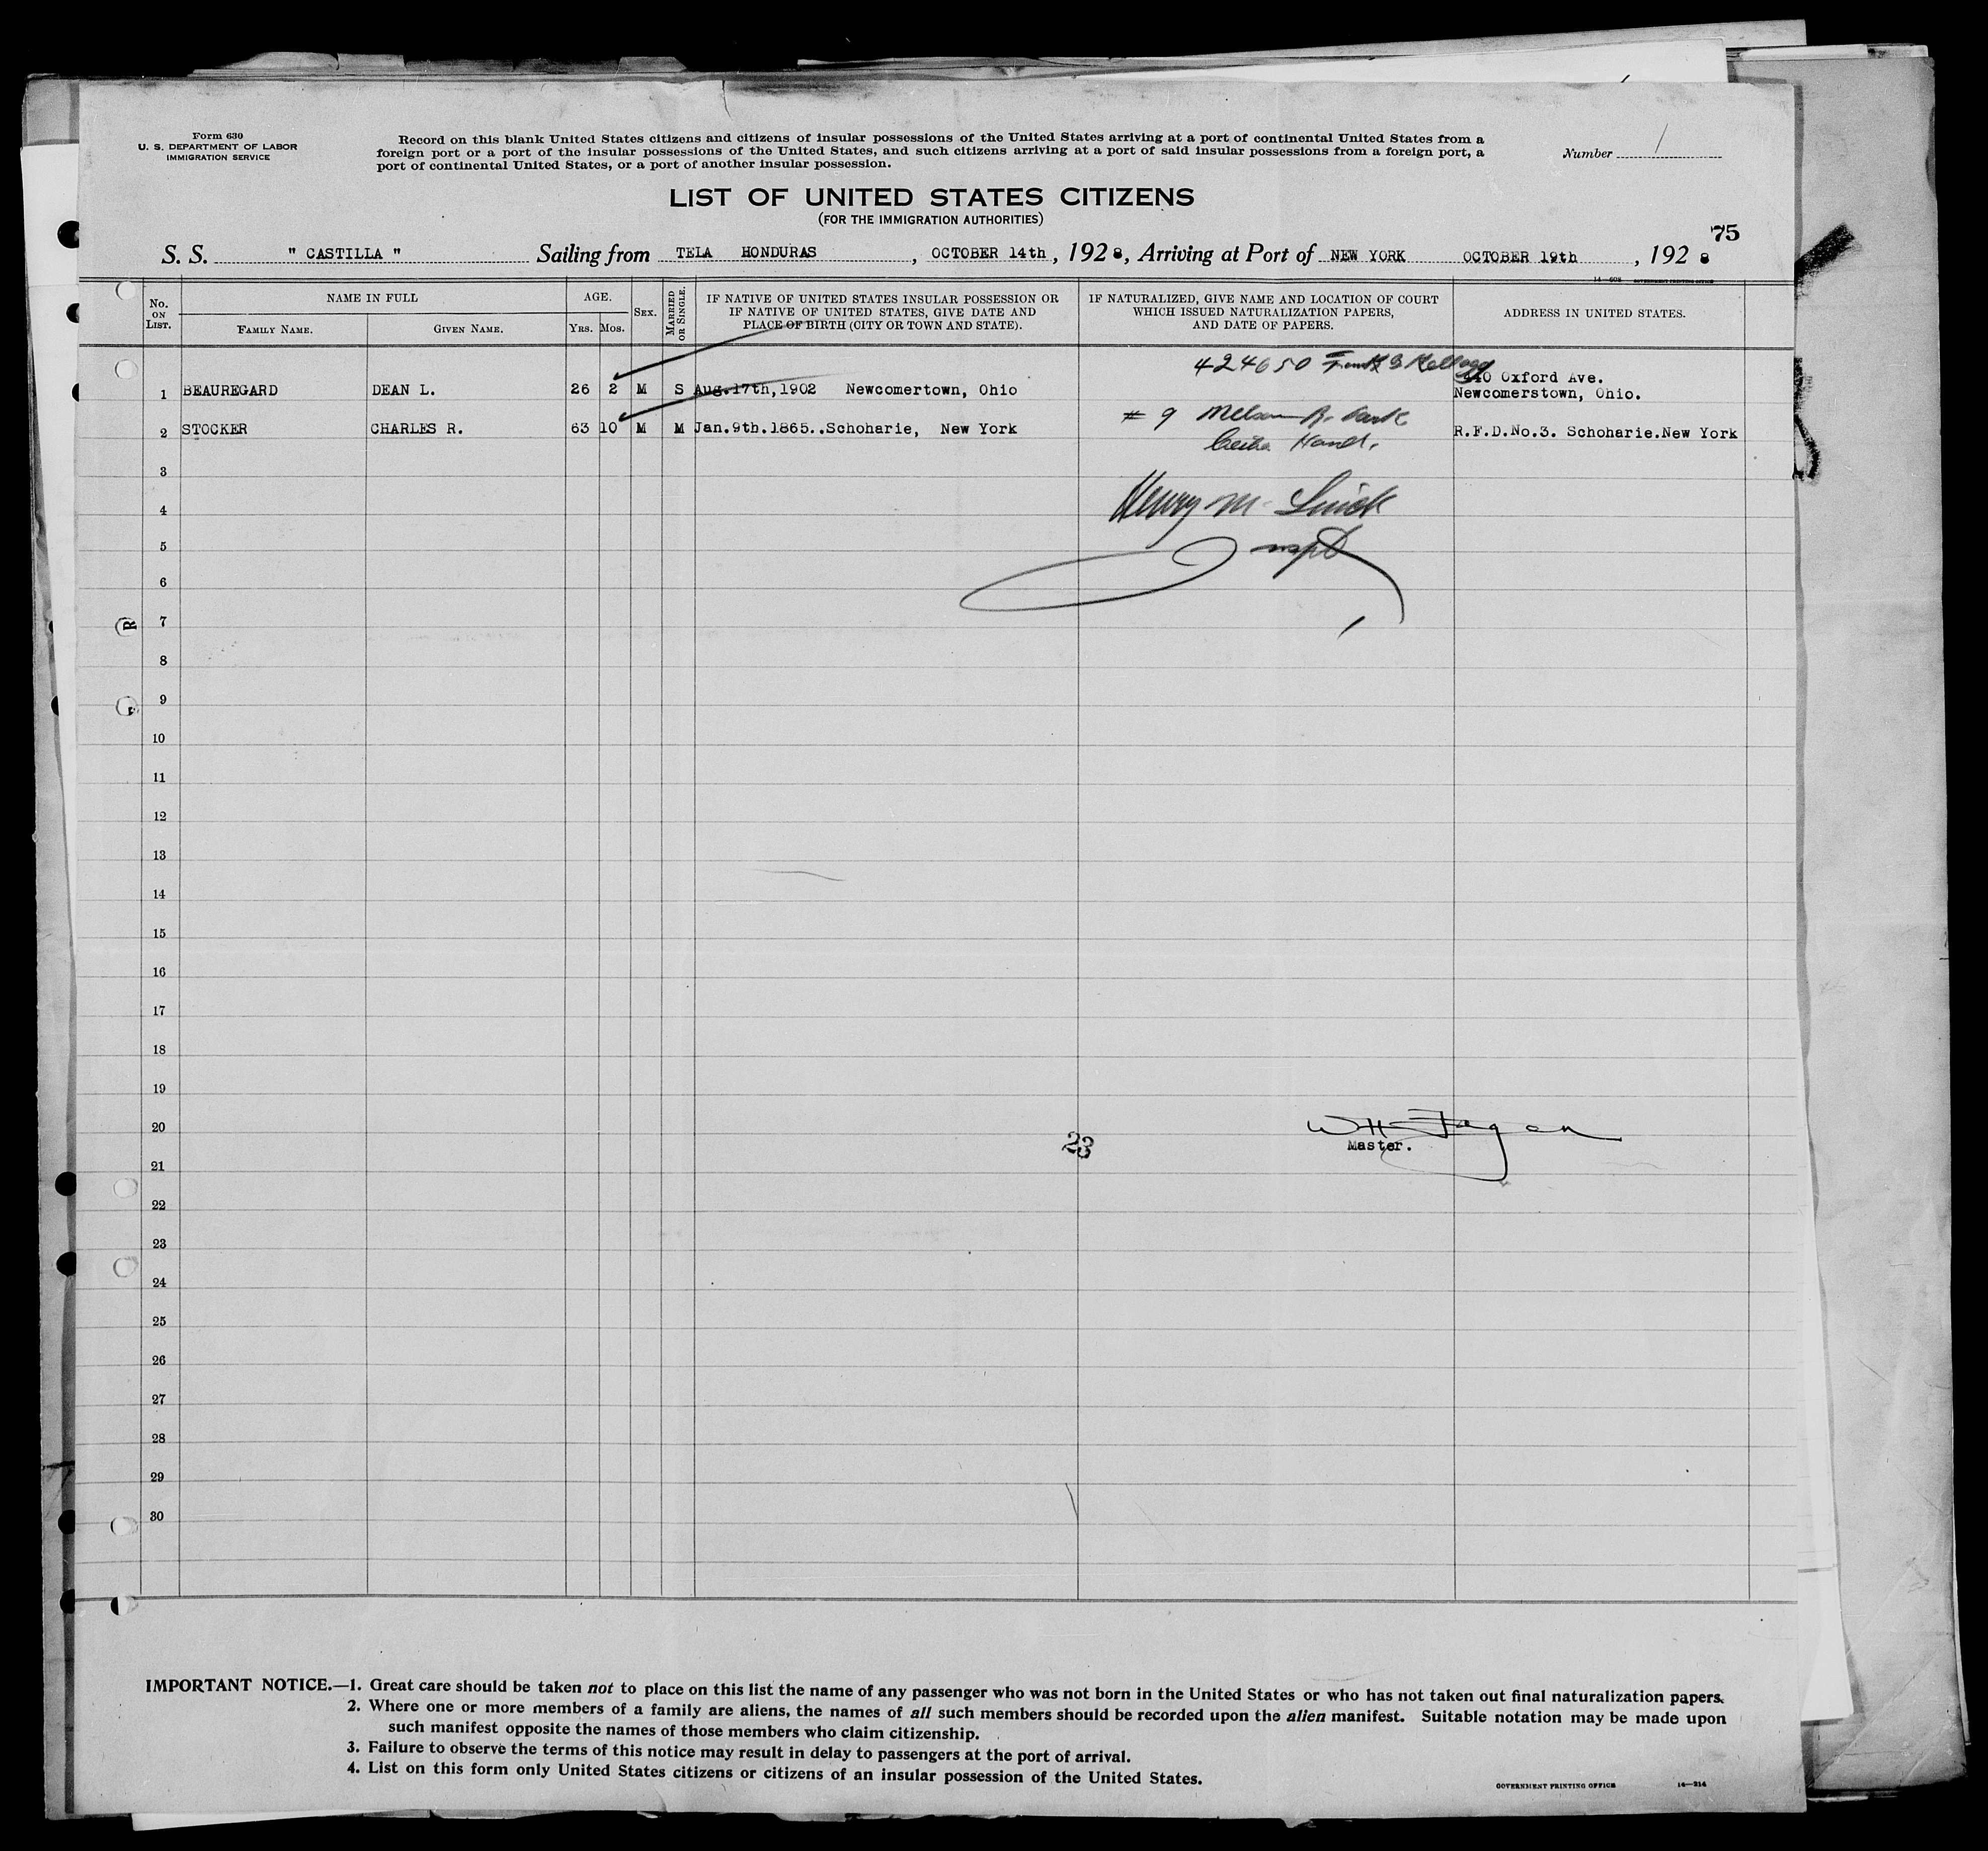 Form 630
U. S. DEPARTMENT OF LABOR
IMMIGRATION SERVICE
Record on this blank United States citizens and citizens of insular possessions of the United States arriving at a port of continental United States from a
foreign port or a port of the insular possessions of the United States, and such citizens arriving at a port of said insular possessions from a foreign port, a
port of continental United States, or a port of another insular possession.
Number 1
LIST OF UNITED STATES CITIZENS
(FOR THE IMMIGRATION AUTHORITIES)
75
S. S. " CASTILLA " Sailing from TELA HONDURAS , OCTOBER 14th , 1928, Arriving at Port of NEW YORK OCTOBER 19th , 1928
14—608 GOVERNMENT PRINTING OFFICE
No. ON LIST.
NAME IN FULL
FAMILY NAME.
GIVEN NAME.
AGE.
YRS.
MOS.
SEX.
MARRIED OR SINGLE.
IF NATIVE OF UNITED STATES INSULAR POSSESSION OR
IF NATIVE OF UNITED STATES, GIVE DATE AND
PLACE OF BIRTH (CITY OR TOWN AND STATE).
IF NATURALIZED, GIVE NAME AND LOCATION OF COURT
WHICH ISSUED NATURALIZATION PAPERS,
AND DATE OF PAPERS.
ADDRESS IN UNITED STATES.
424650 Frank B Kellogg
1 BEAUREGARD DEAN L. 26 2 M S Aug.17th,1902 Newcomertown, Ohio
440 Oxford Ave.
Newcomerstown, Ohio.
# 9
2 STOCKER CHARLES R. 63 10 M M Jan.9th.1865..Schoharie, New York
R.F.D.No.3. Schoharie.New York
Ceiba Hond.
3
Henry M.
4
5
Inspt
6
R
7
8
9
10
11
12
13
14
15
16
17
18
19
20
Master.
23
21
22
23
24
25
26
27
28
29
30
IMPORTANT NOTICE.—1. Great care should be taken not to place on this list the name of any passenger who was not born in the United States or who has not taken out final naturalization papers.
2. Where one or more members of a family are aliens, the names of all such members should be recorded upon the alien manifest. Suitable notation may be made upon
such manifest opposite the names of those members who claim citizenship.
3. Failure to observe the terms of this notice may result in delay to passengers at the port of arrival.
4. List on this form only United States citizens or citizens of an insular possession of the United States.
GOVERNMENT PRINTING OFFICE 14—214